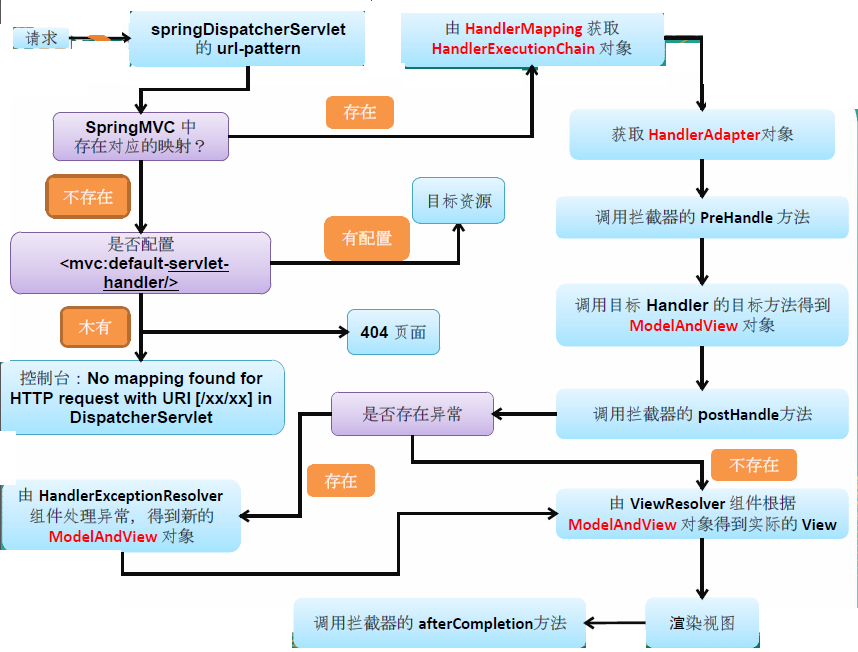 请求
springDispatcherServlet
的 url-pattern
由 HandlerMapping 获取
HandlerExecutionChain 对象
SpringMVC 中
存在对应的映射？
存在
获取 HandlerAdapter对象
不存在
目标资源
调用拦截器的 PreHandle 方法
是否配置
<mvc:default-servlet-
handler/>
有配置
调用目标 Handler 的目标方法得到
ModelAndView 对象
木有
404 页面
控制台：No mapping found for
HTTP request with URI [/xx/xx] in
DispatcherServlet
是否存在异常
调用拦截器的 postHandle方法
存在
不存在
由 HandlerExceptionResolver
组件处理异常，得到新的
ModelAndView 对象
由 ViewResolver 组件根据
ModelAndView 对象得到实际的 View
调用拦截器的 afterCompletion方法
渲染视图